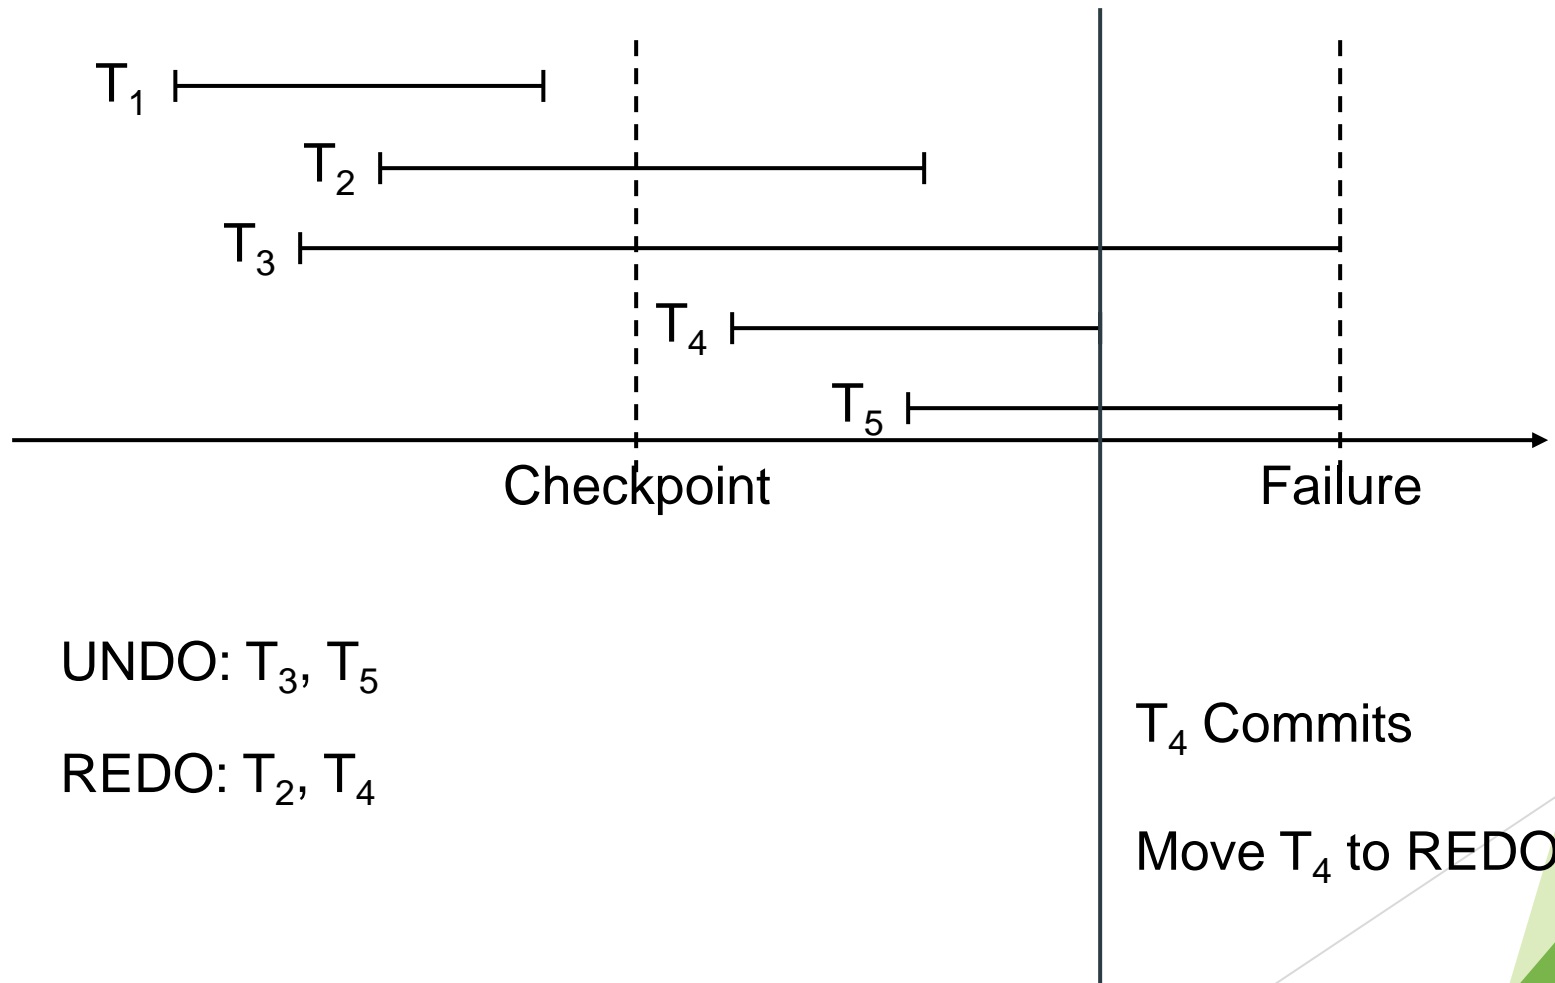 T1
T2
T3
T4
T5
Checkpoint Failure
UNDO: T3, T5
REDO: T2, T4
T4 Commits
Move T4 to REDO